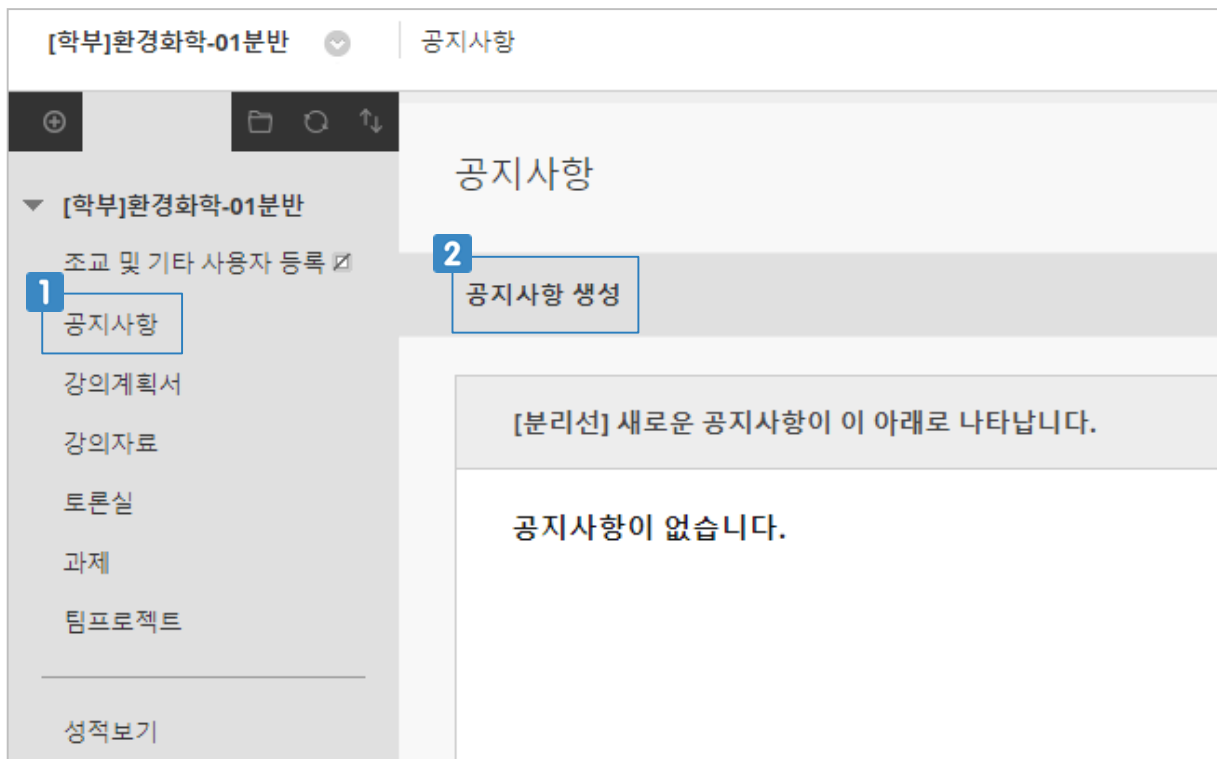 [학부]환경화학-01분반
공지사항
[학부]환경화학-01분반
조교 및 기타 사용자 등록
1
공지사항
강의계획서
강의자료
토론실
과제
팀프로젝트
성적보기
공지사항
2
공지사항 생성
[분리선] 새로운 공지사항이 이 아래로 나타납니다.
공지사항이 없습니다.